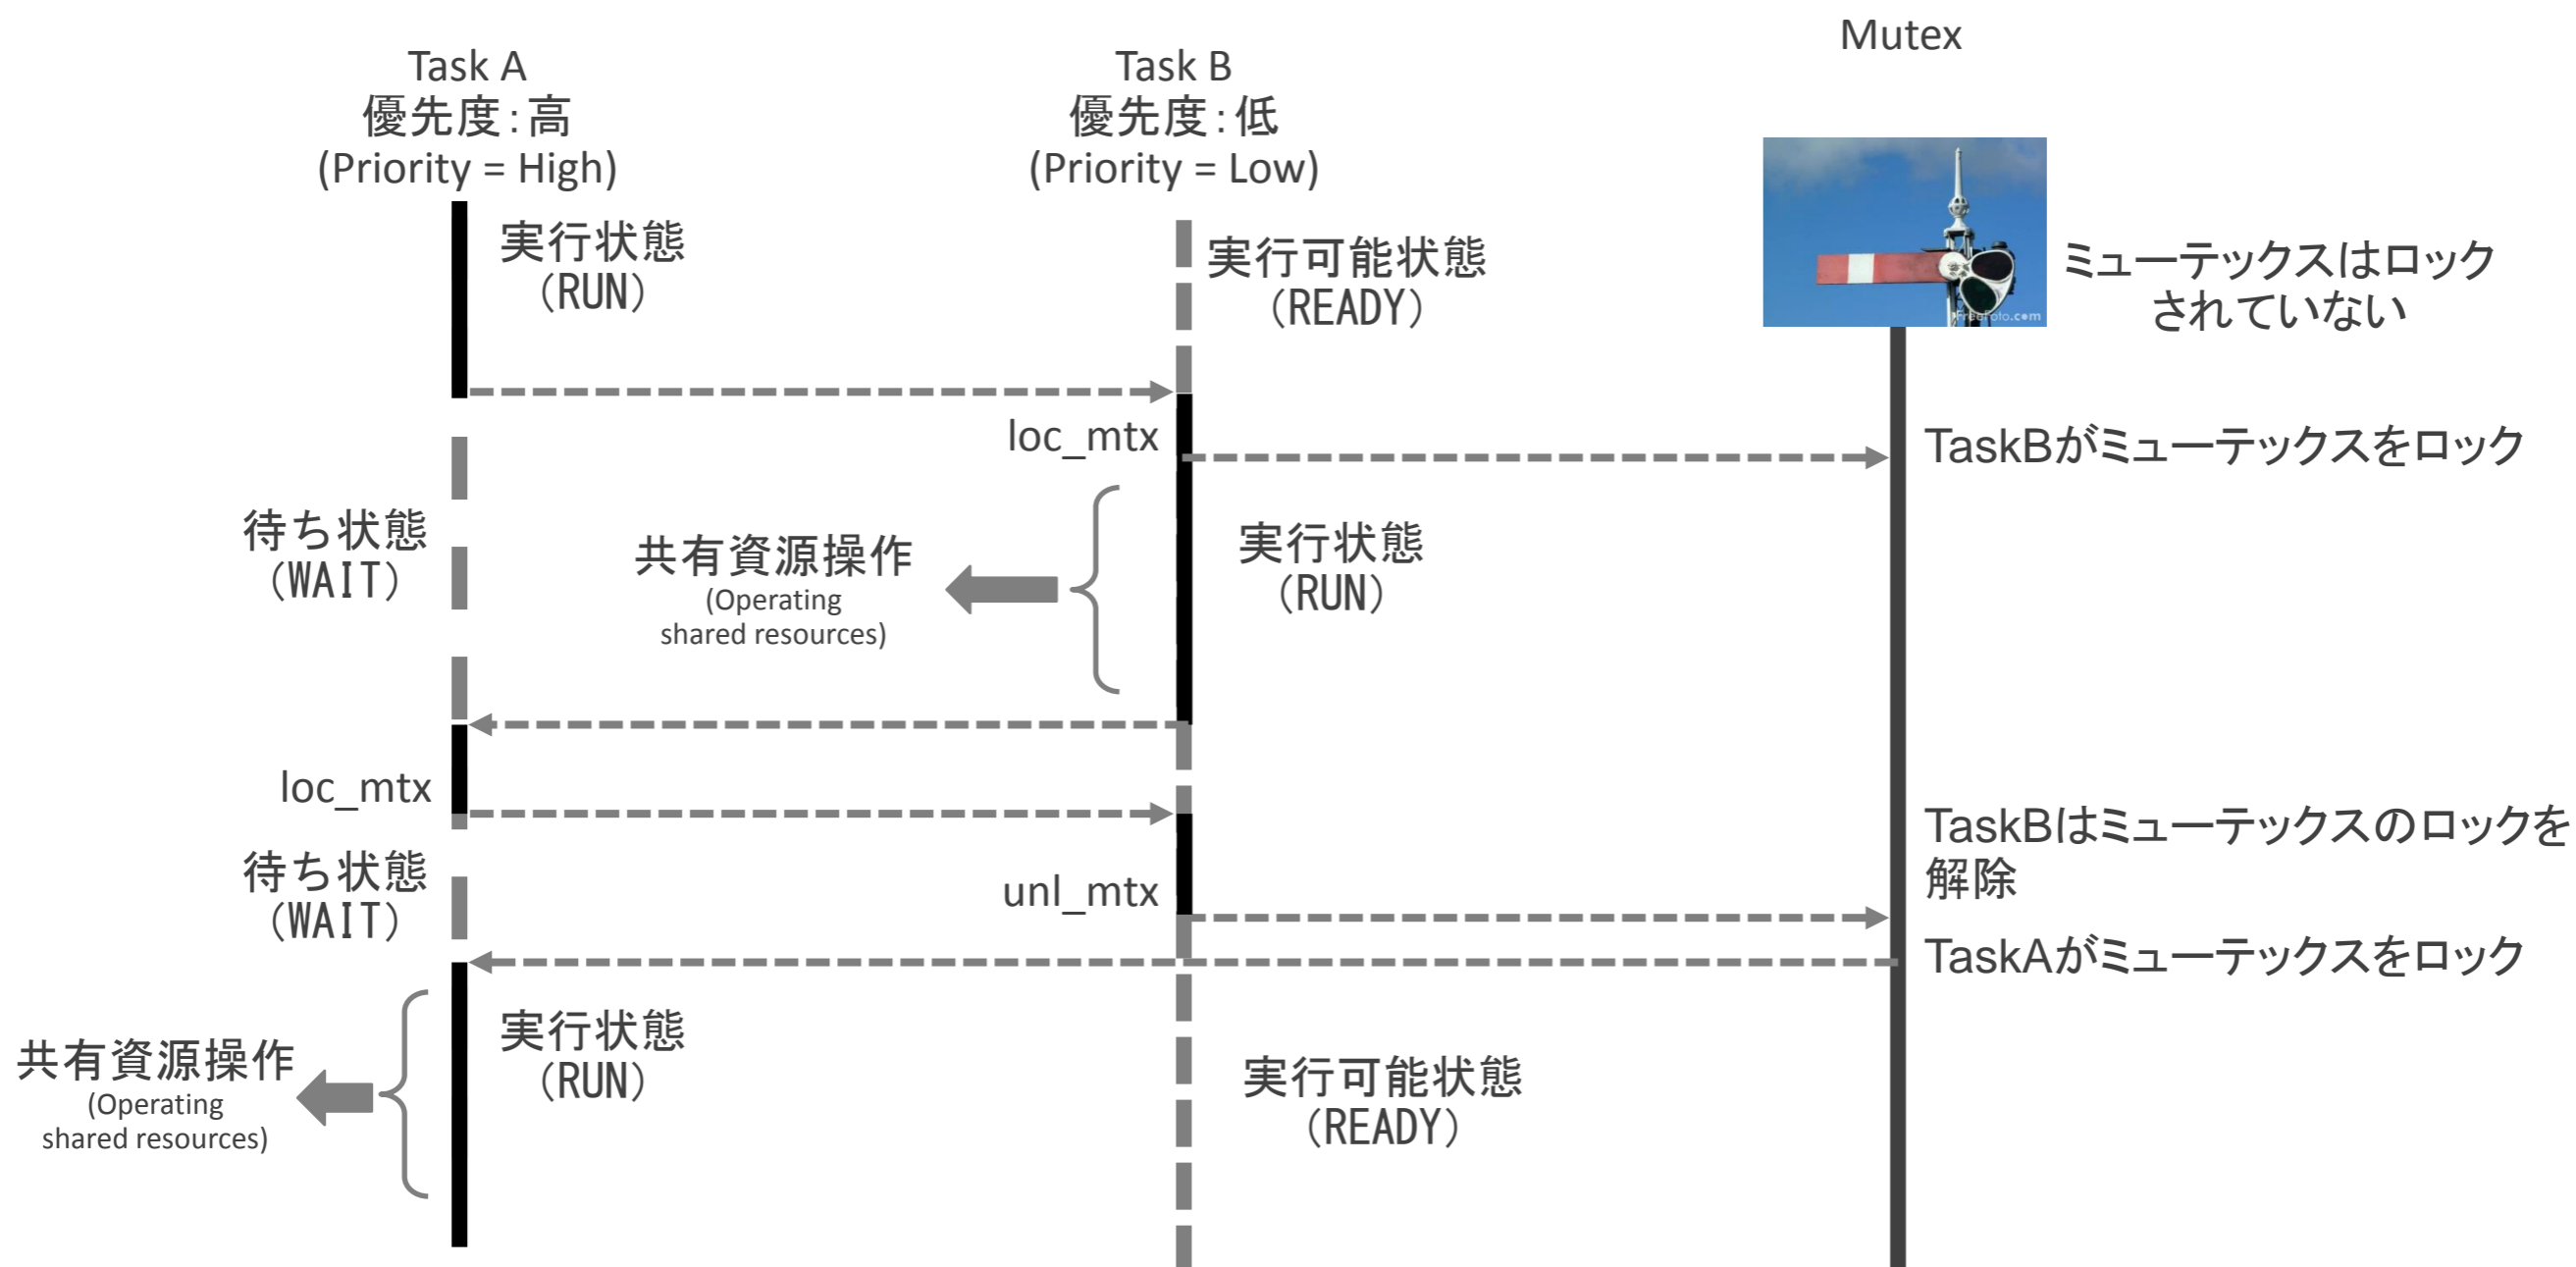 Task A
優先度：高
(Priority = High)
Task B
優先度：低
(Priority = Low)
Mutex
実行状態
（RUN）
実行可能状態
（READY）
ミューテックスはロック
されていない
FreeFoto.com
loc_mtx
TaskBがミューテックスをロック
待ち状態
（WAIT）
共有資源操作
(Operating
shared resources)
実行状態
（RUN）
loc_mtx
TaskBはミューテックスのロックを
解除
待ち状態
（WAIT）
unl_mtx
TaskAがミューテックスをロック
共有資源操作
(Operating
shared resources)
実行状態
（RUN）
実行可能状態
（READY）